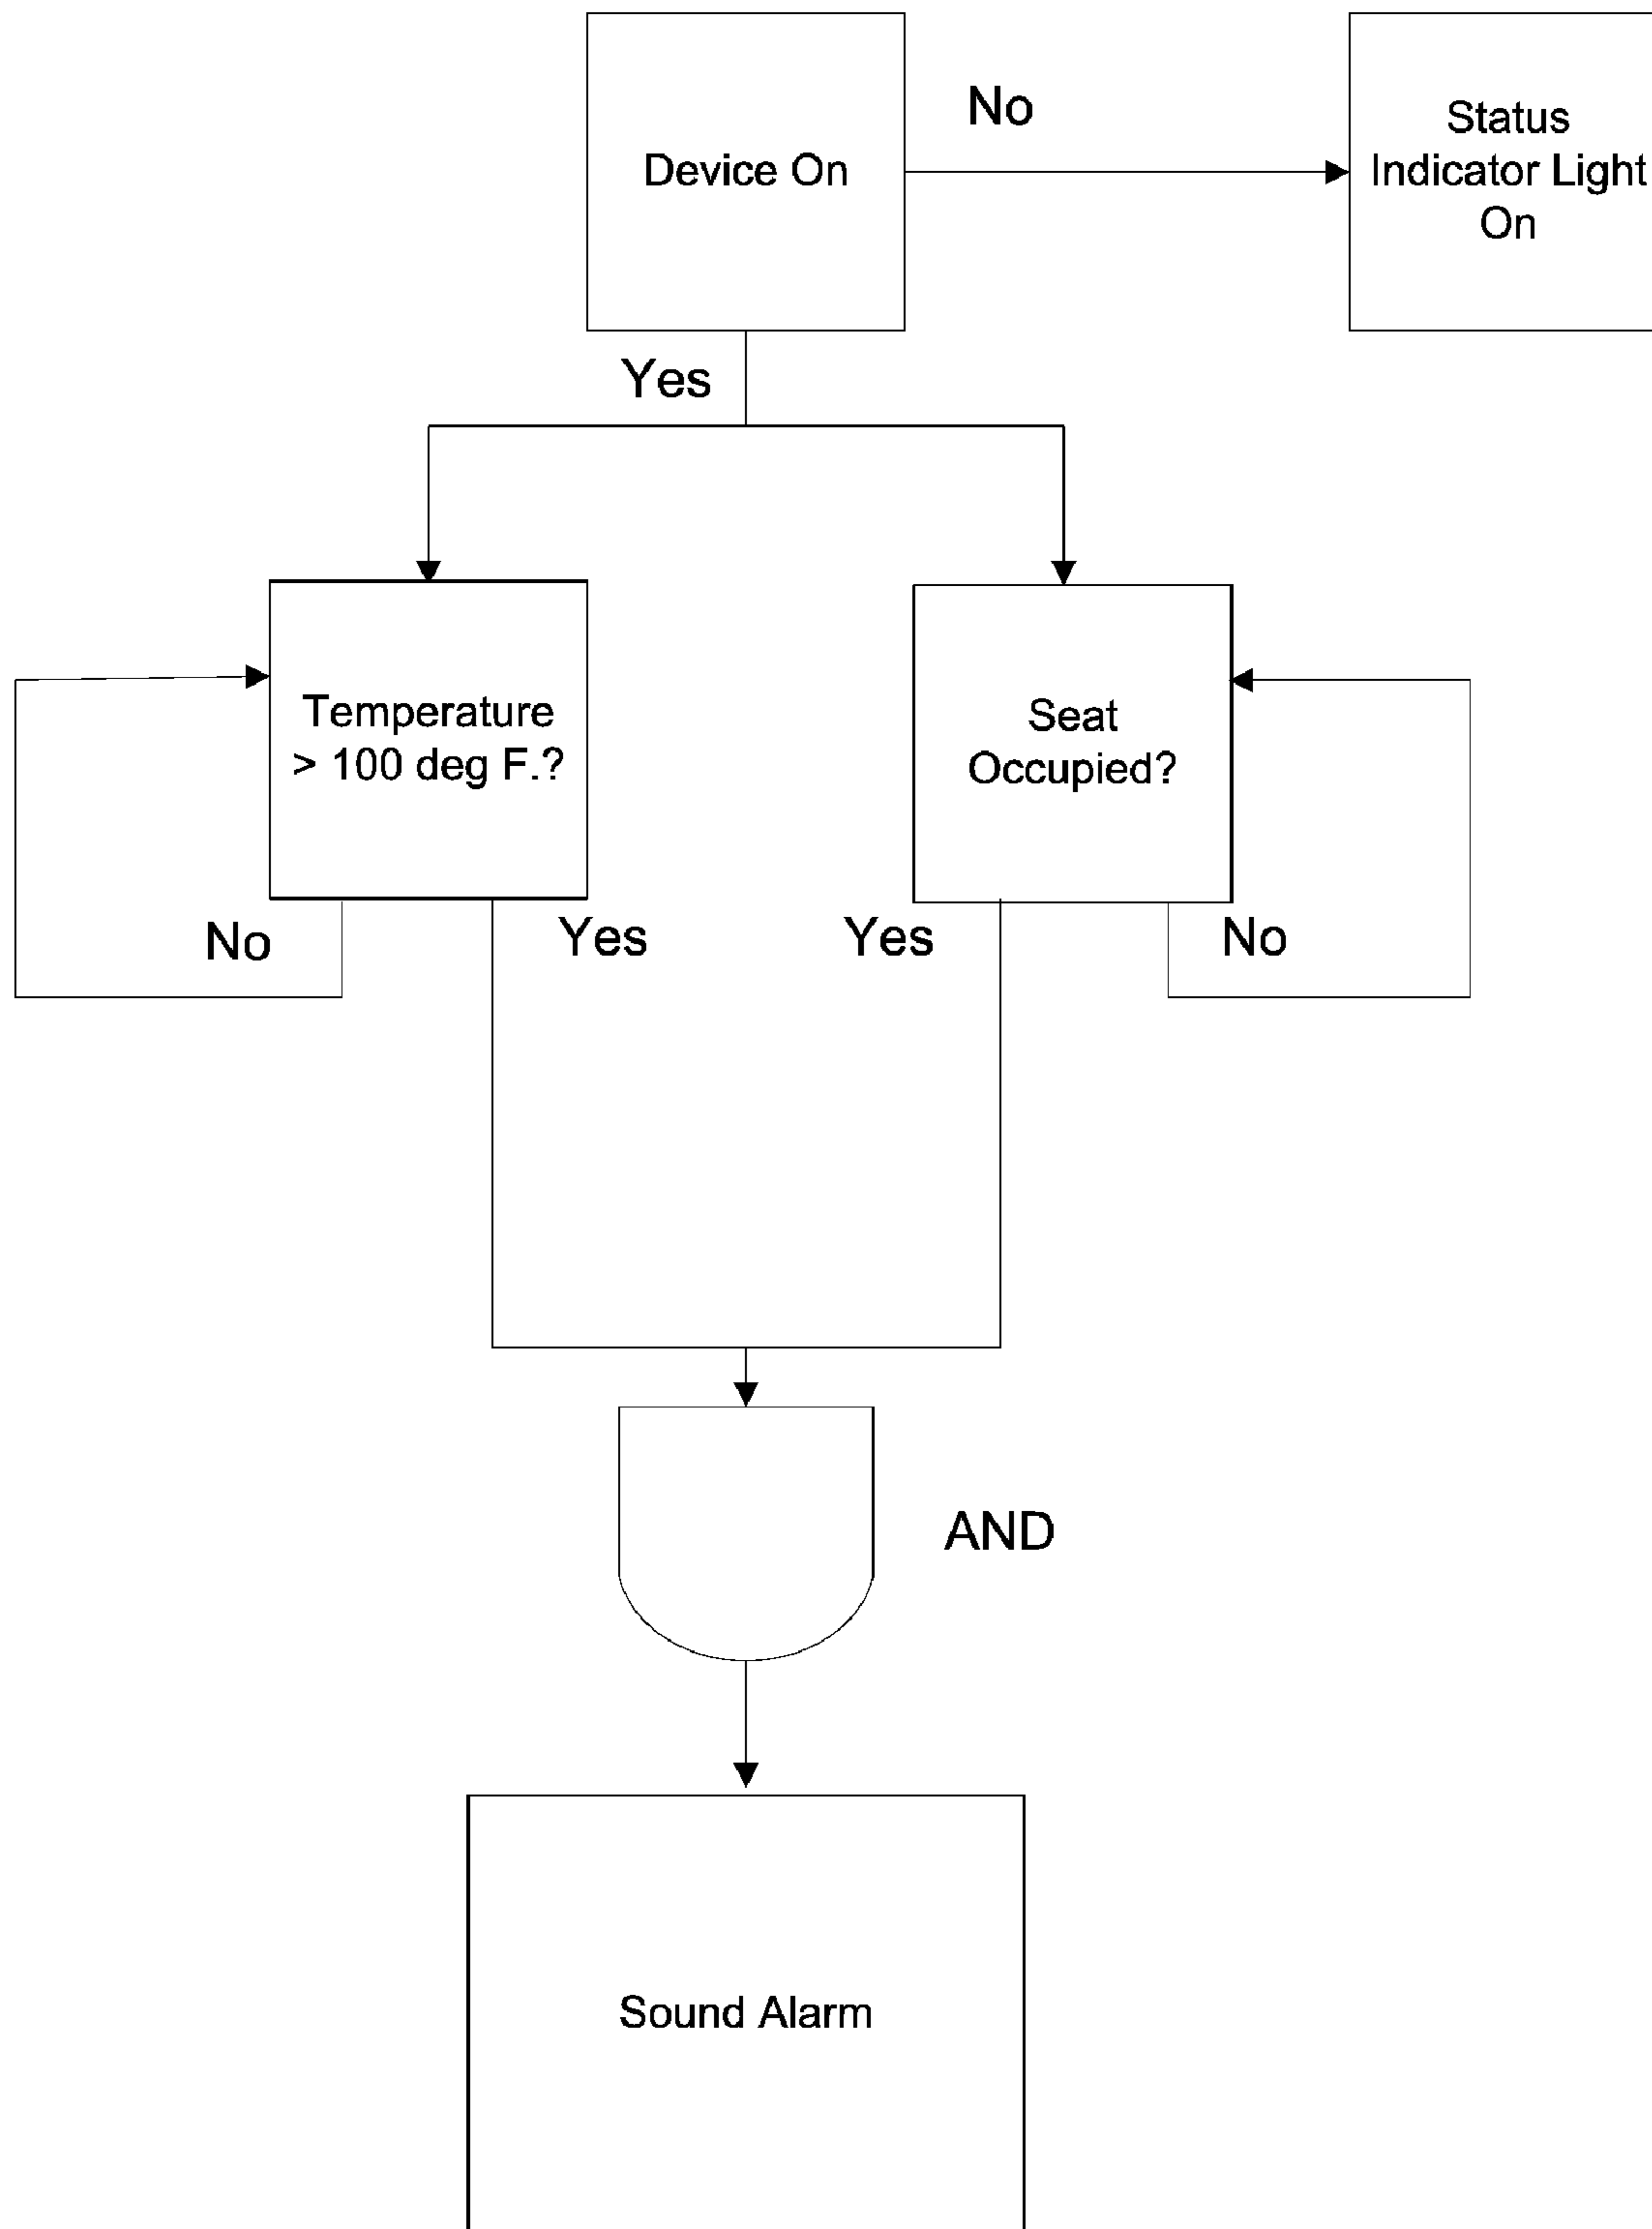 Device On
No
Status
Indicator Light
On
Yes
Temperature
> 100 deg F.?
Seat
Occupied?
No
Yes
Yes
No
AND
Sound Alarm